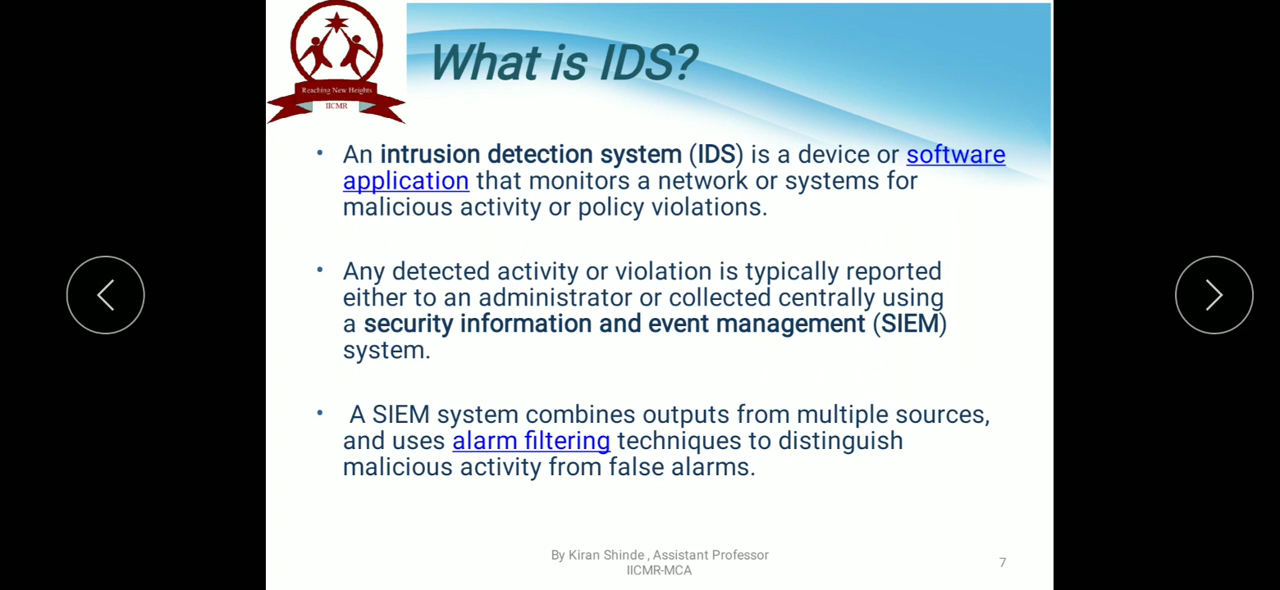 Reaching New Heights
IICMR
What is IDS?
• An intrusion detection system (IDS) is a device or software
application that monitors a network or systems for
malicious activity or policy violations.
• Any detected activity or violation is typically reported
either to an administrator or collected centrally using
a security information and event management (SIEM)
system.
• A SIEM system combines outputs from multiple sources,
and uses alarm filtering techniques to distinguish
malicious activity from false alarms.
By Kiran Shinde , Assistant Professor
IICMR-MCA
7